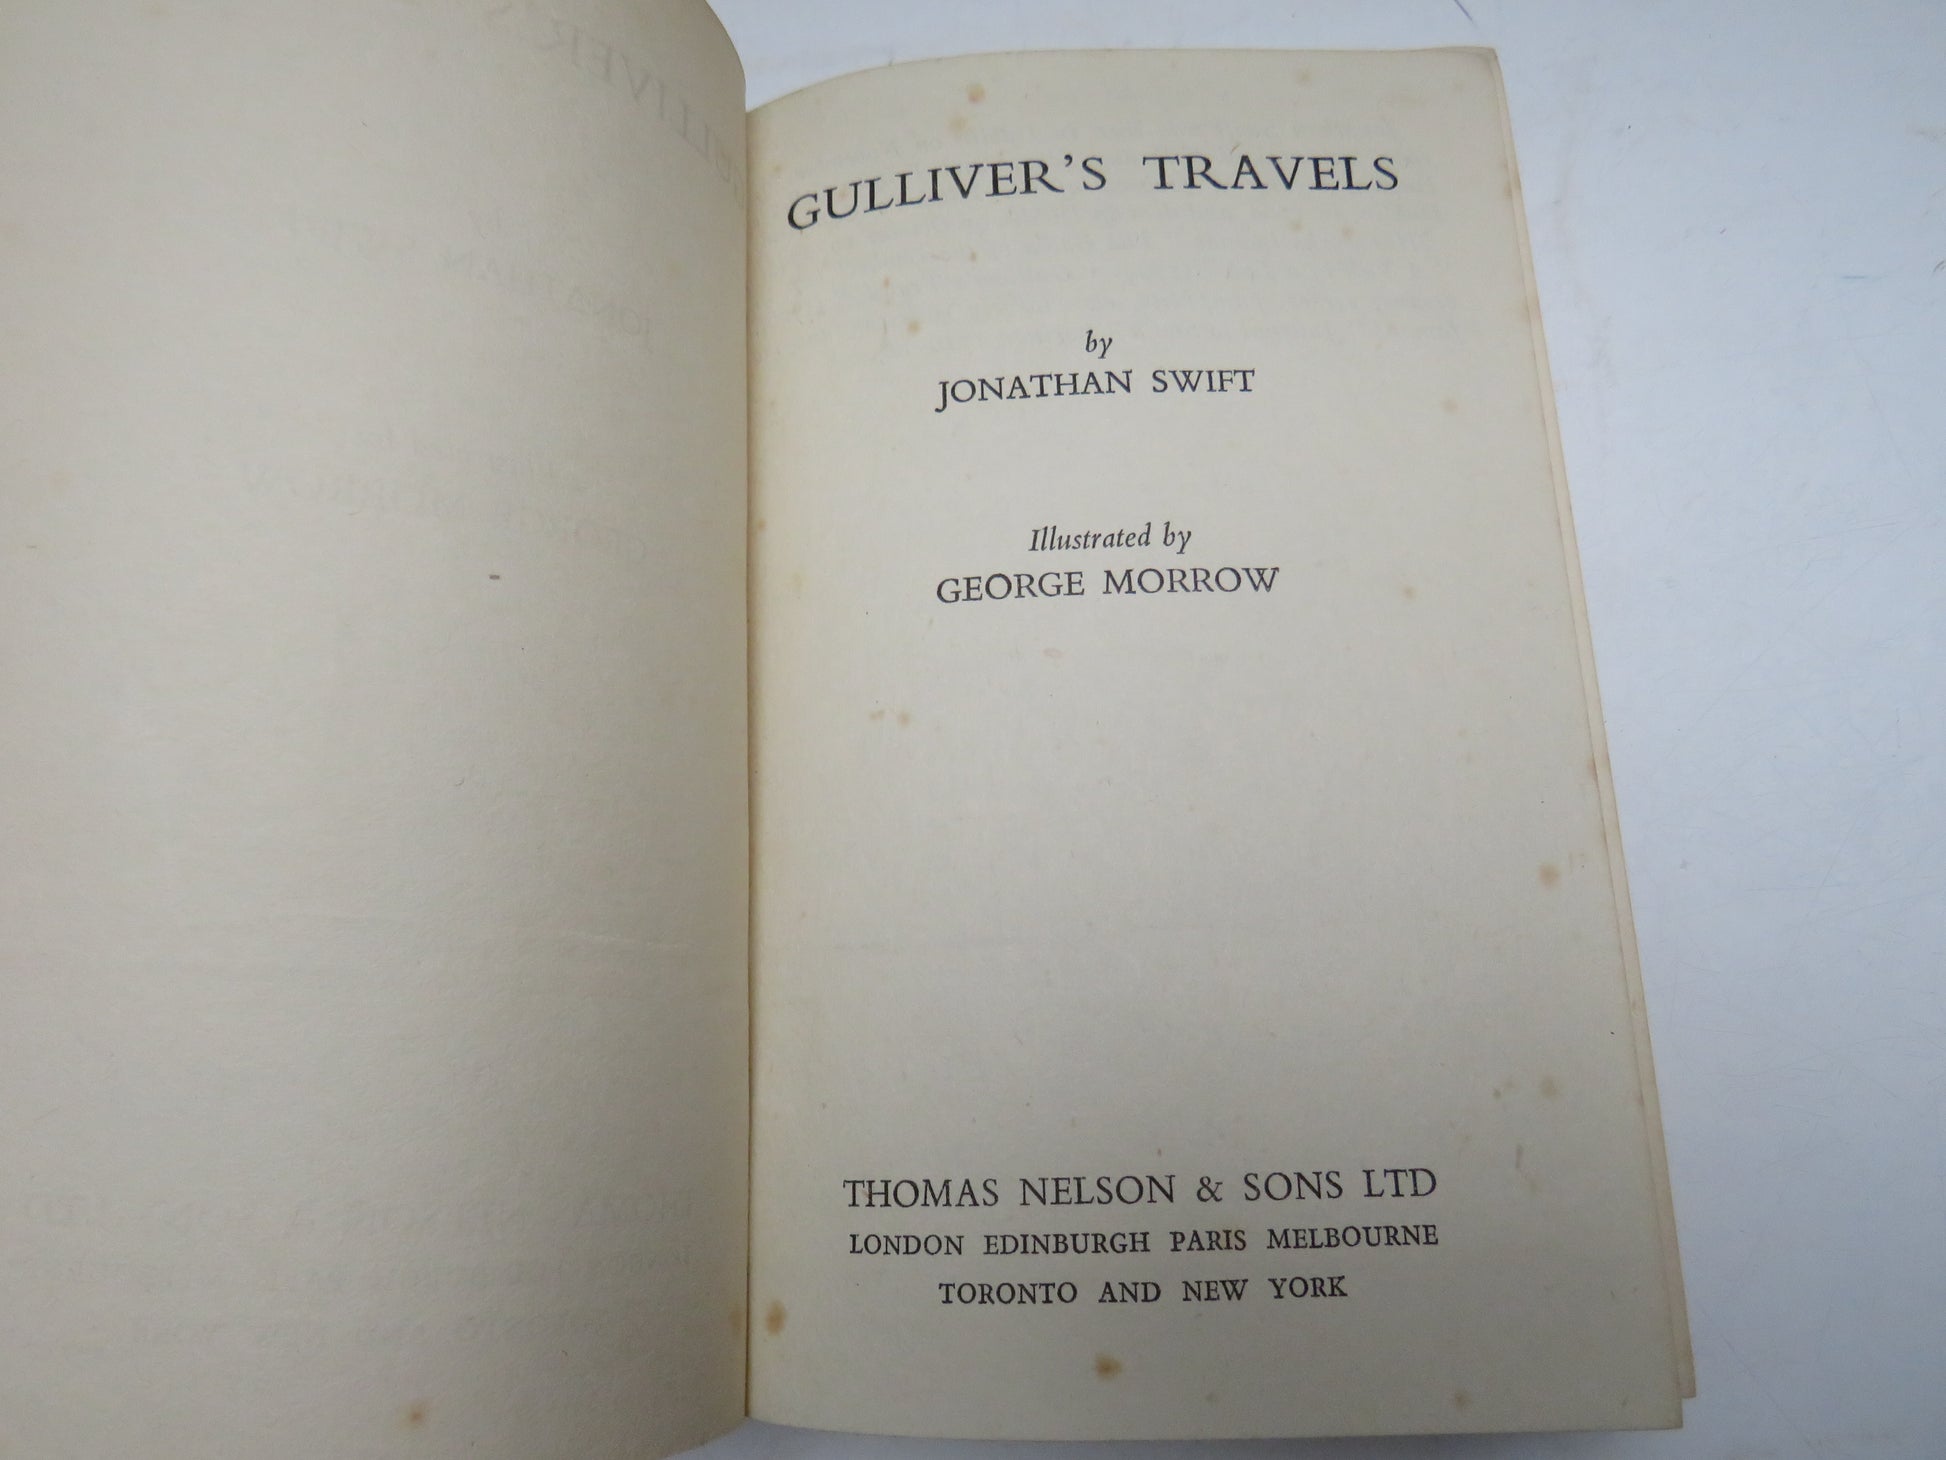 GULLIVER'S TRAVELS
by
JONATHAN SWIFT
Illustrated by
GEORGE MORROW
THOMAS NELSON & SONS LTD
LONDON EDINBURGH PARIS MELBOURNE
TORONTO AND NEW YORK